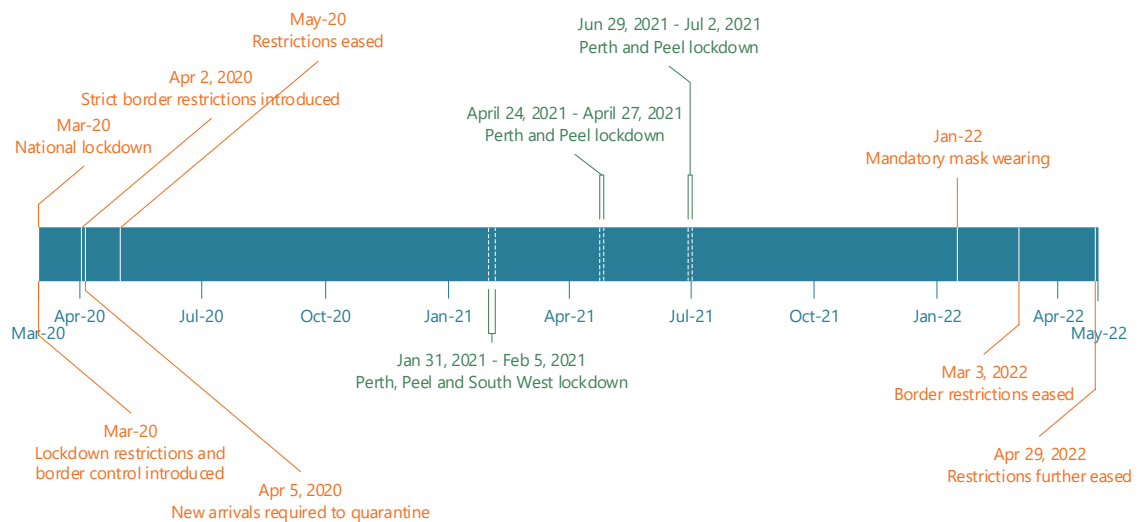 May-20
Restrictions eased
Jun 29, 2021 - Jul 2, 2021
Perth and Peel lockdown
Apr 2, 2020
Strict border restrictions introduced
April 24, 2021 - April 27, 2021
Perth and Peel lockdown
Mar-20
National lockdown
Jan-22
Mandatory mask wearing
Mar-20
Apr-20
Jul-20
Oct-20
Jan-21
Apr-21
Jul-21
Oct-21
Jan-22
Apr-22
May-22
Jan 31, 2021 - Feb 5, 2021
Perth, Peel and South West lockdown
Mar 3, 2022
Border restrictions eased
Mar-20
Lockdown restrictions and
border control introduced
Apr 29, 2022
Restrictions further eased
Apr 5, 2020
New arrivals required to quarantine